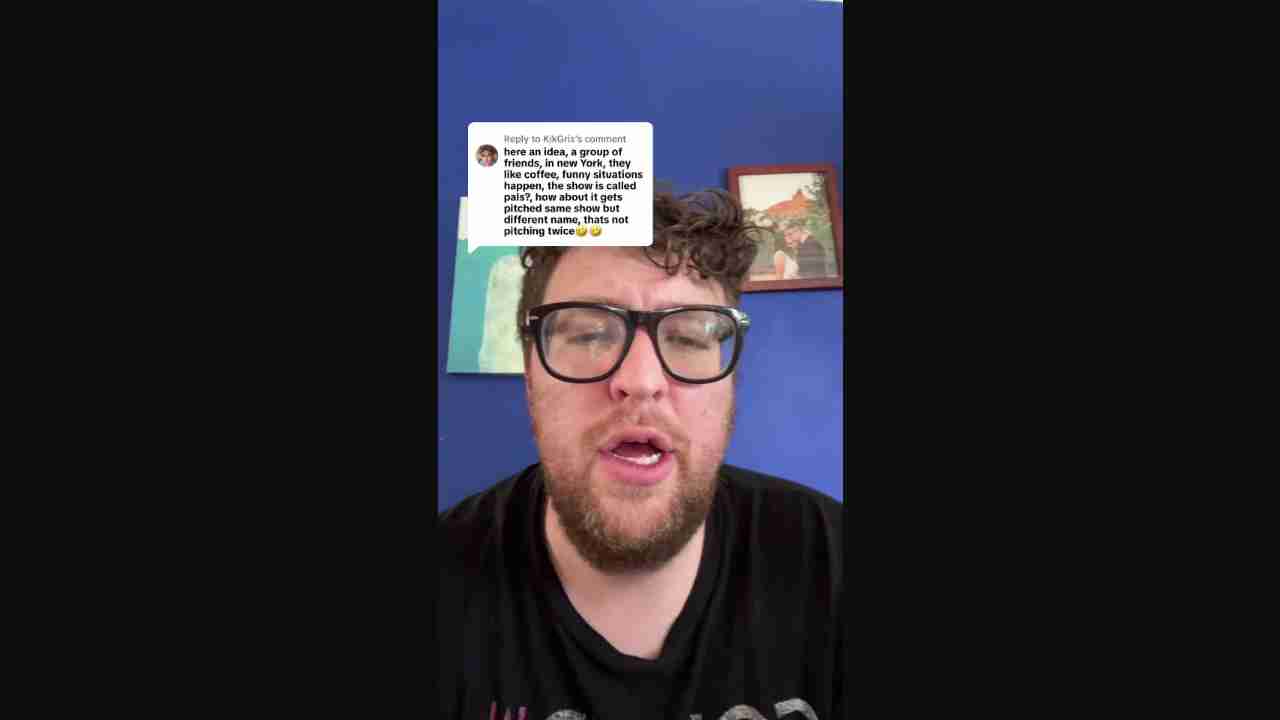 Reply to KikGris's comment
here an idea, a group of
friends, in new York, they
like coffee, funny situations
happen, the show is called
pals?, how about it gets
pitched same show but
different name, thats not
pitching twice🤣🤣